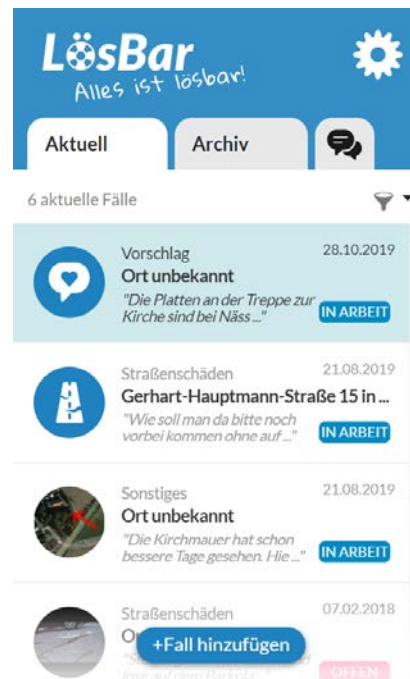 LösBar
Alles ist lösbar!
Aktuell
Archiv
6 aktuelle Fälle
Vorschlag
28.10.2019
Ort unbekannt
"Die Platten an der Treppe zur
Kirche sind bei Näss ..."
IN ARBEIT
Straßenschäden
21.08.2019
Gerhart-Hauptmann-Straße 15 in ...
"Wie soll man da bitte noch
vorbei kommen ohne auf ..."
IN ARBEIT
Sonstiges
21.08.2019
Ort unbekannt
"Die Kirchmauer hat schon
bessere Tage gesehen. Hie ..."
IN ARBEIT
Straßenschäden
07.02.2018
+Fall hinzufügen
OFFEN